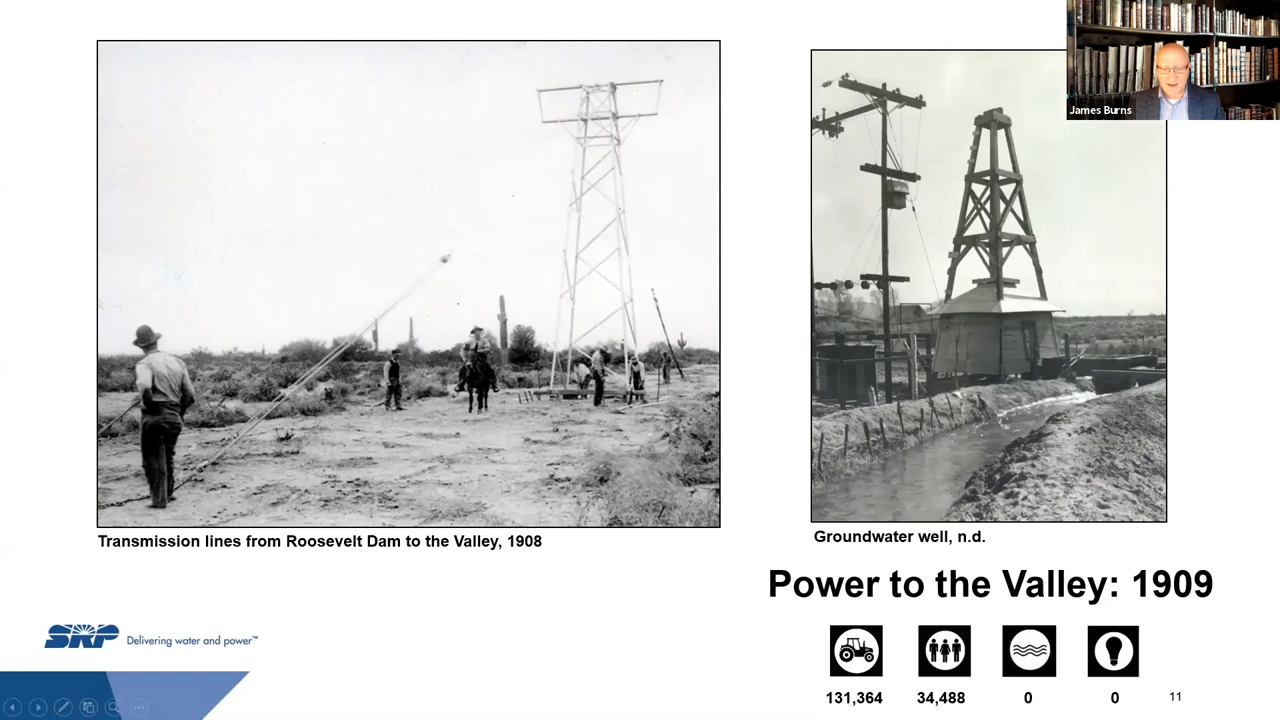 James Burns
Transmission lines from Roosevelt Dam to the Valley, 1908
Groundwater well, n.d.
Power to the Valley: 1909
SRP Delivering water and power™
131,364 34,488 0 0 11